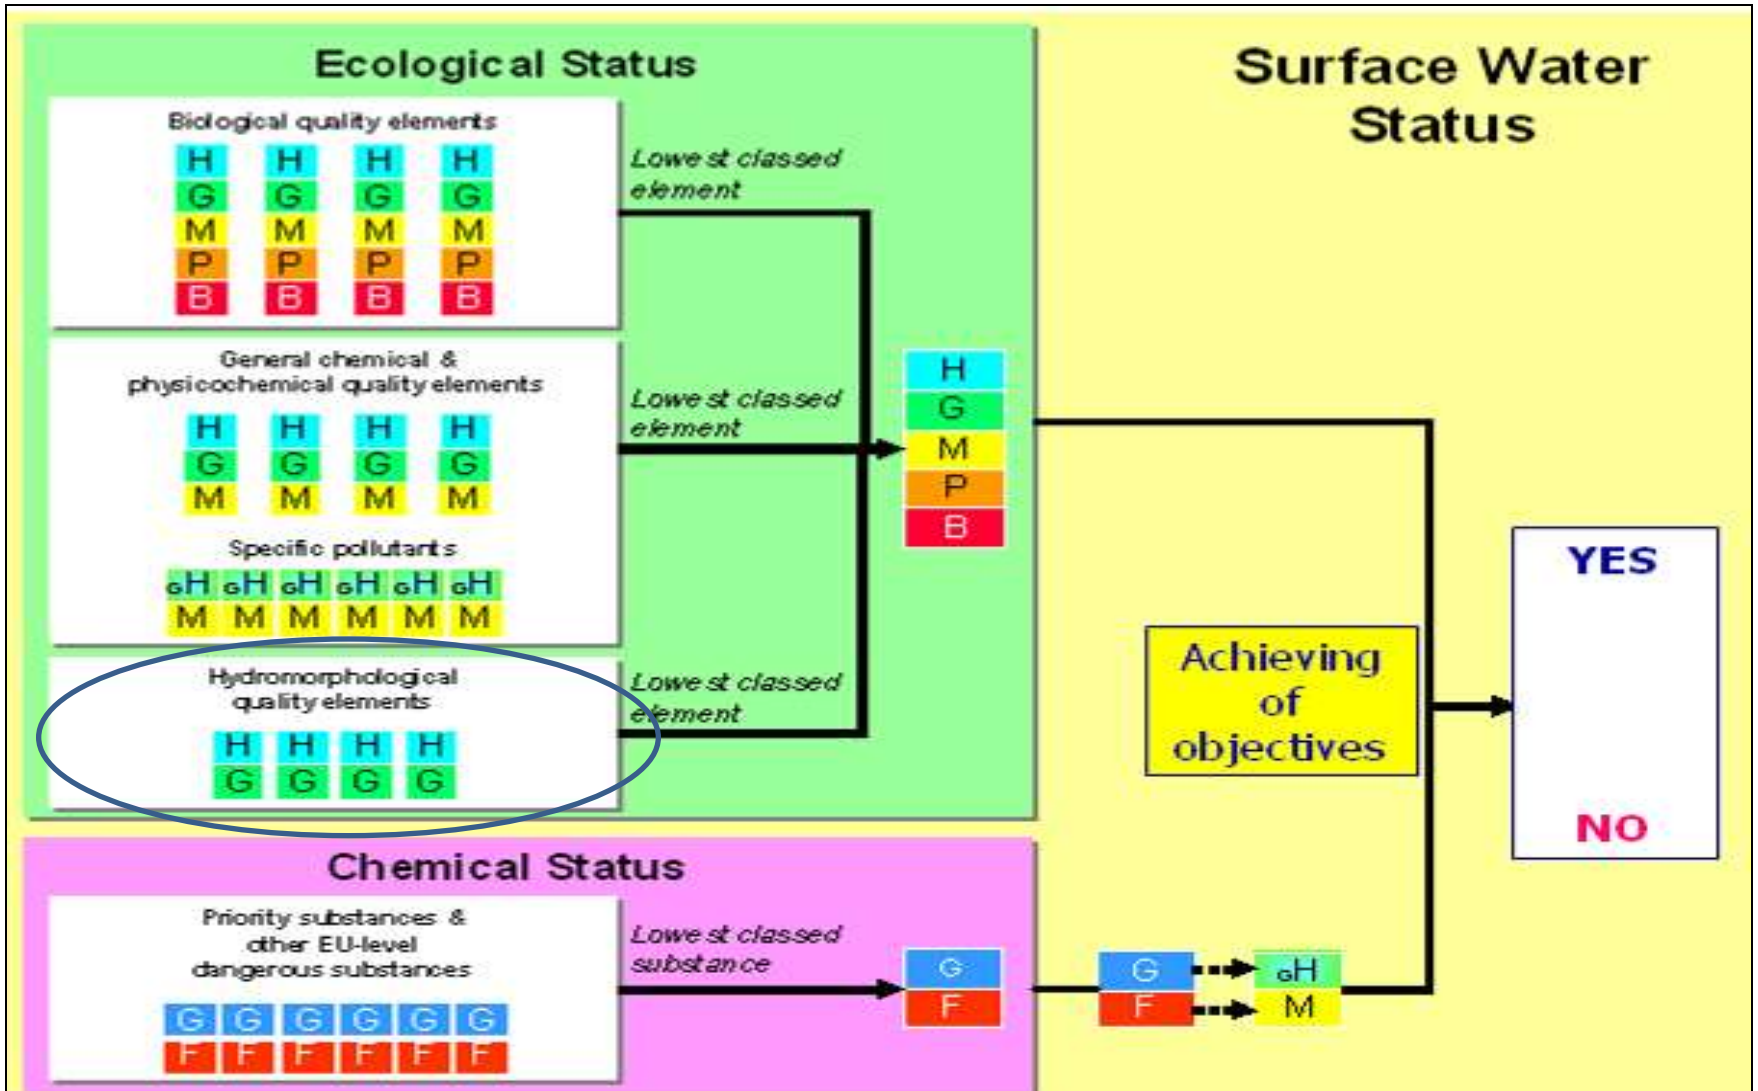 Ecological Status
Surface Water
Status
Biological quality elements
H H H H
G G G G
M M M M
P P P P
B B B B
Lowest classed
element
General chemical &
physicochemical quality elements
H H H H
G G G G
M M M M
Lowest classed
element
Specific pollutants
GH GH GH GH GH GH
M M M M M M
H
G
M
P
B
Hydromorphological
quality elements
H H H H
G G G G
Lowest classed
element
Achieving
of
objectives
YES
NO
Chemical Status
Priority substances &
other EU-level
dangerous substances
G G G G G G
F F F F F F
Lowest classed
substance
G
F
G
F
GH
M